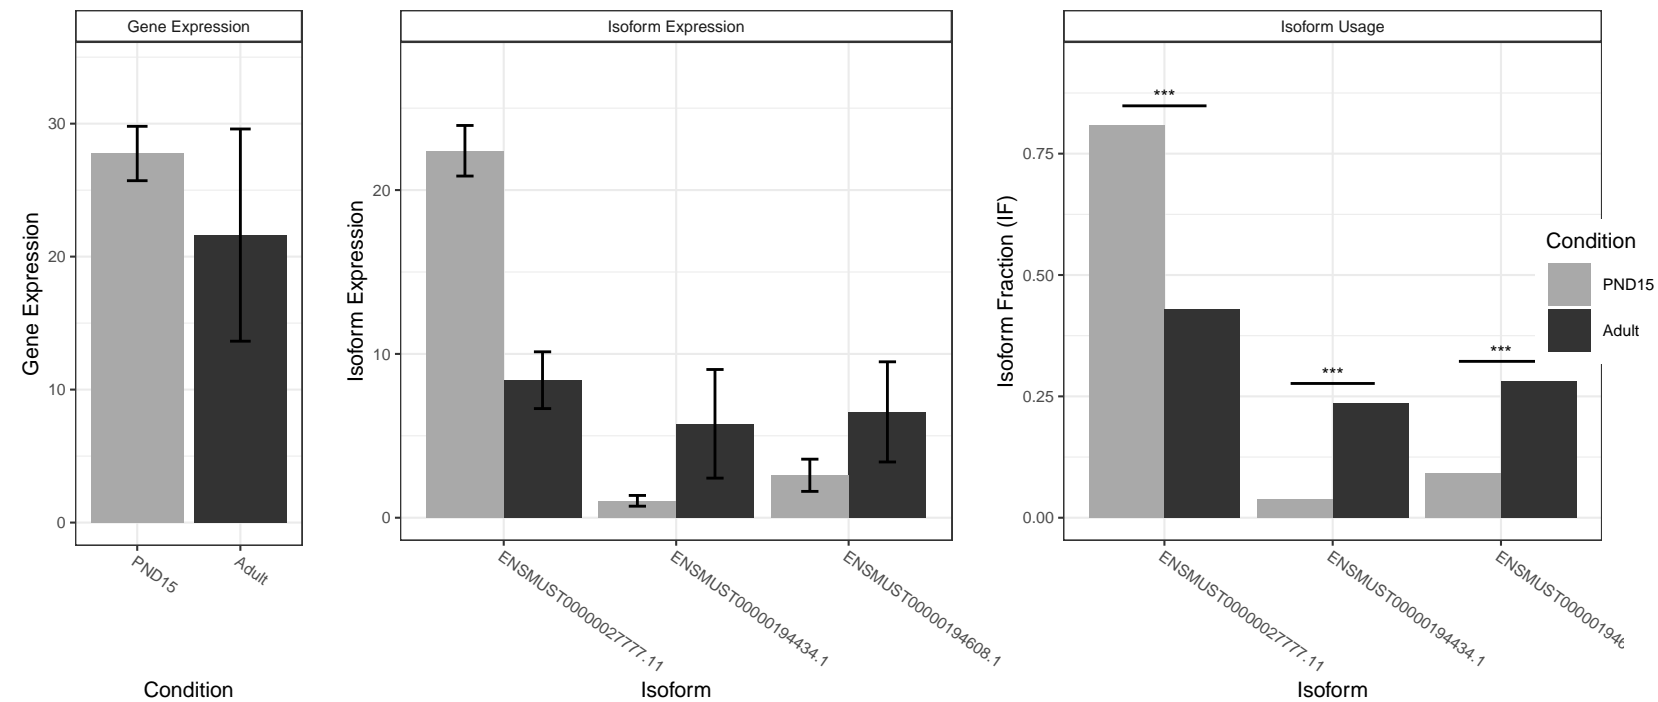 Gene Expression
Isoform Expression
Isoform Usage
Gene Expression
30
20
10
0
PND15
Adult
Condition
Isoform Expression
20
10
0
ENSMUST00000027777.11
ENSMUST00000194434.1
ENSMUST00000194608.1
Isoform
Isoform Fraction (IF)
0.75
0.50
0.25
0.00
***
***
***
ENSMUST00000027777.11
ENSMUST00000194434.1
Isoform
Condition
PND15
Adult